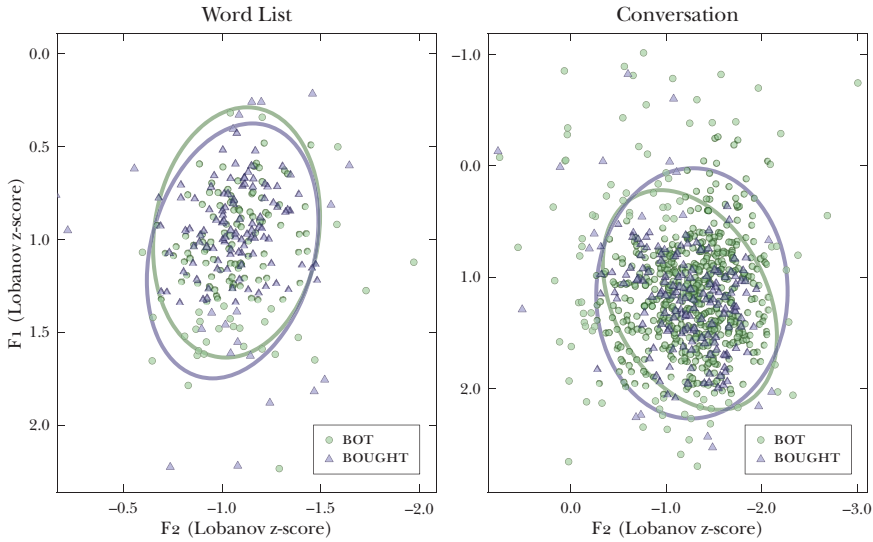 Word List
0.0
0.5
1.0
1.5
2.0
F1 (Lobanov z-score)
−0.5
−1.0
−1.5
−2.0
F2 (Lobanov z-score)
BOT
BOUGHT
Conversation
−1.0
0.0
1.0
2.0
0.0
−1.0
−2.0
−3.0
F2 (Lobanov z-score)
BOT
BOUGHT